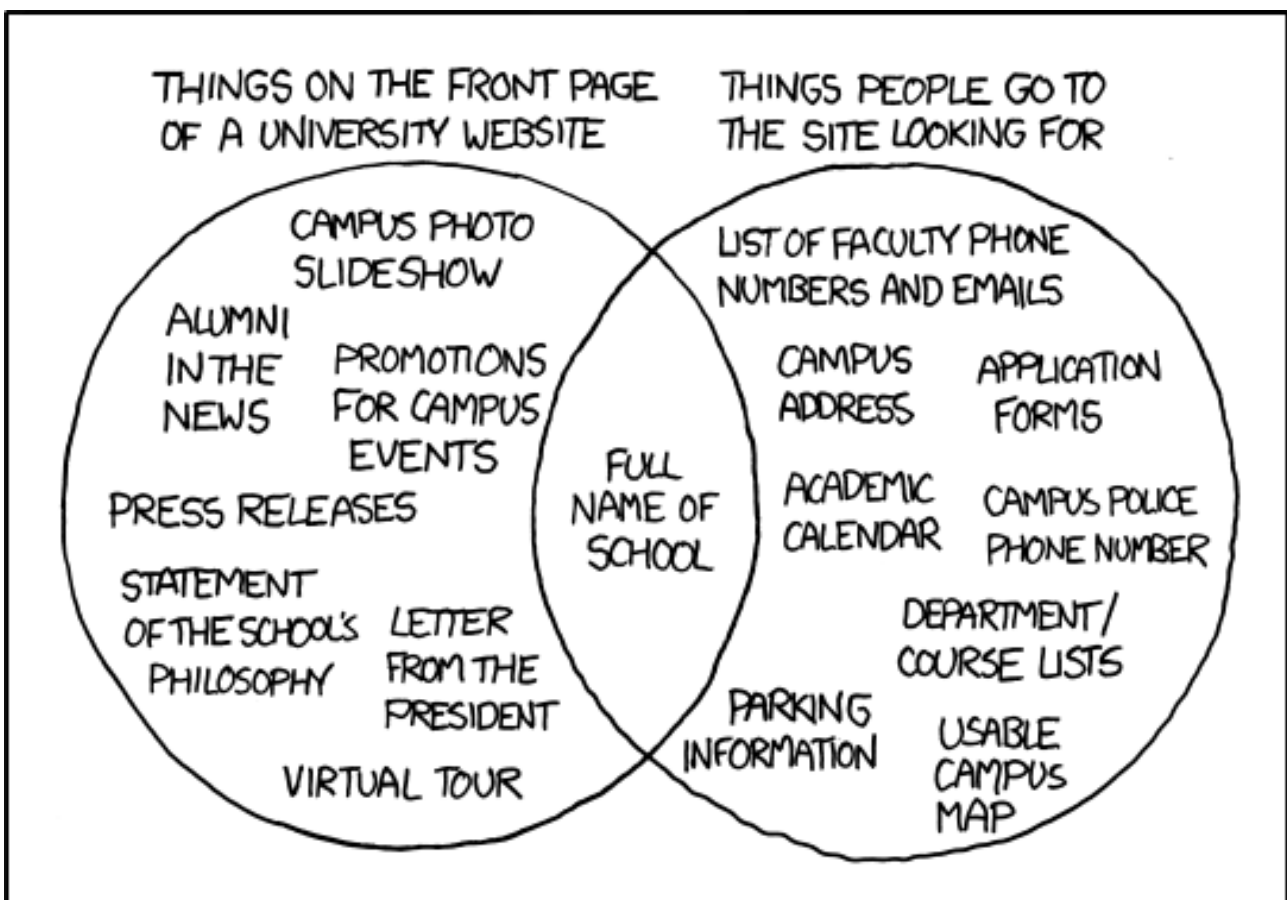 THINGS ON THE FRONT PAGE
OF A UNIVERSITY WEBSITE
THINGS PEOPLE GO TO
THE SITE LOOKING FOR
CAMPUS PHOTO
SLIDESHOW
ALUMNI
IN THE
NEWS
PROMOTIONS
FOR CAMPUS
EVENTS
PRESS RELEASES
STATEMENT
OF THE SCHOOL'S
PHILOSOPHY
LETTER
FROM THE
PRESIDENT
VIRTUAL TOUR
FULL
NAME OF
SCHOOL
LIST OF FACULTY PHONE
NUMBERS AND EMAILS
CAMPUS
ADDRESS
APPLICATION
FORMS
ACADEMIC
CALENDAR
CAMPUS POLICE
PHONE NUMBER
DEPARTMENT/
COURSE LISTS
PARKING
INFORMATION
USABLE
CAMPUS
MAP